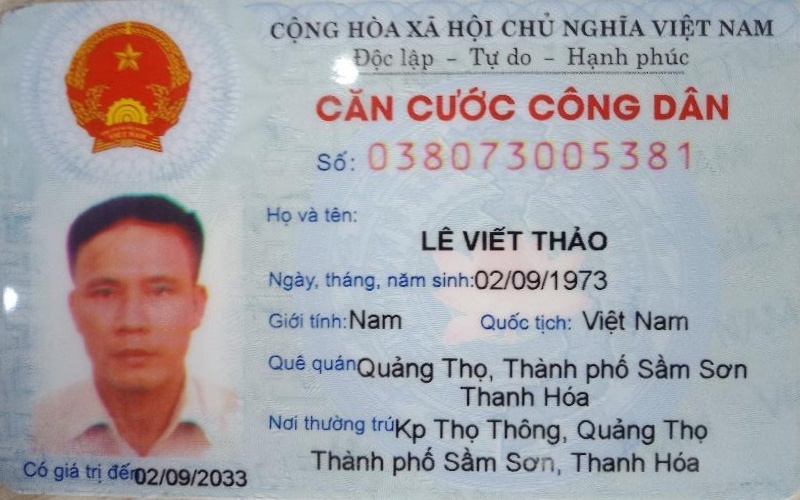 CỘNG HÒA XÃ HỘI CHỦ NGHĨA VIỆT NAM
Độc lập - Tự do - Hạnh phúc
CĂN CƯỚC CÔNG DÂN
Số: 038073005381
Họ và tên:
LÊ VIẾT THẢO
Ngày, tháng, năm sinh: 02/09/1973
Giới tính: Nam Quốc tịch: Việt Nam
Quê quán Quảng Thọ, Thành phố Sầm Sơn
Thanh Hóa
Nơi thường trú Kp Thọ Thông, Quảng Thọ
Thành phố Sầm Sơn, Thanh Hóa
Có giá trị đến 02/09/2033